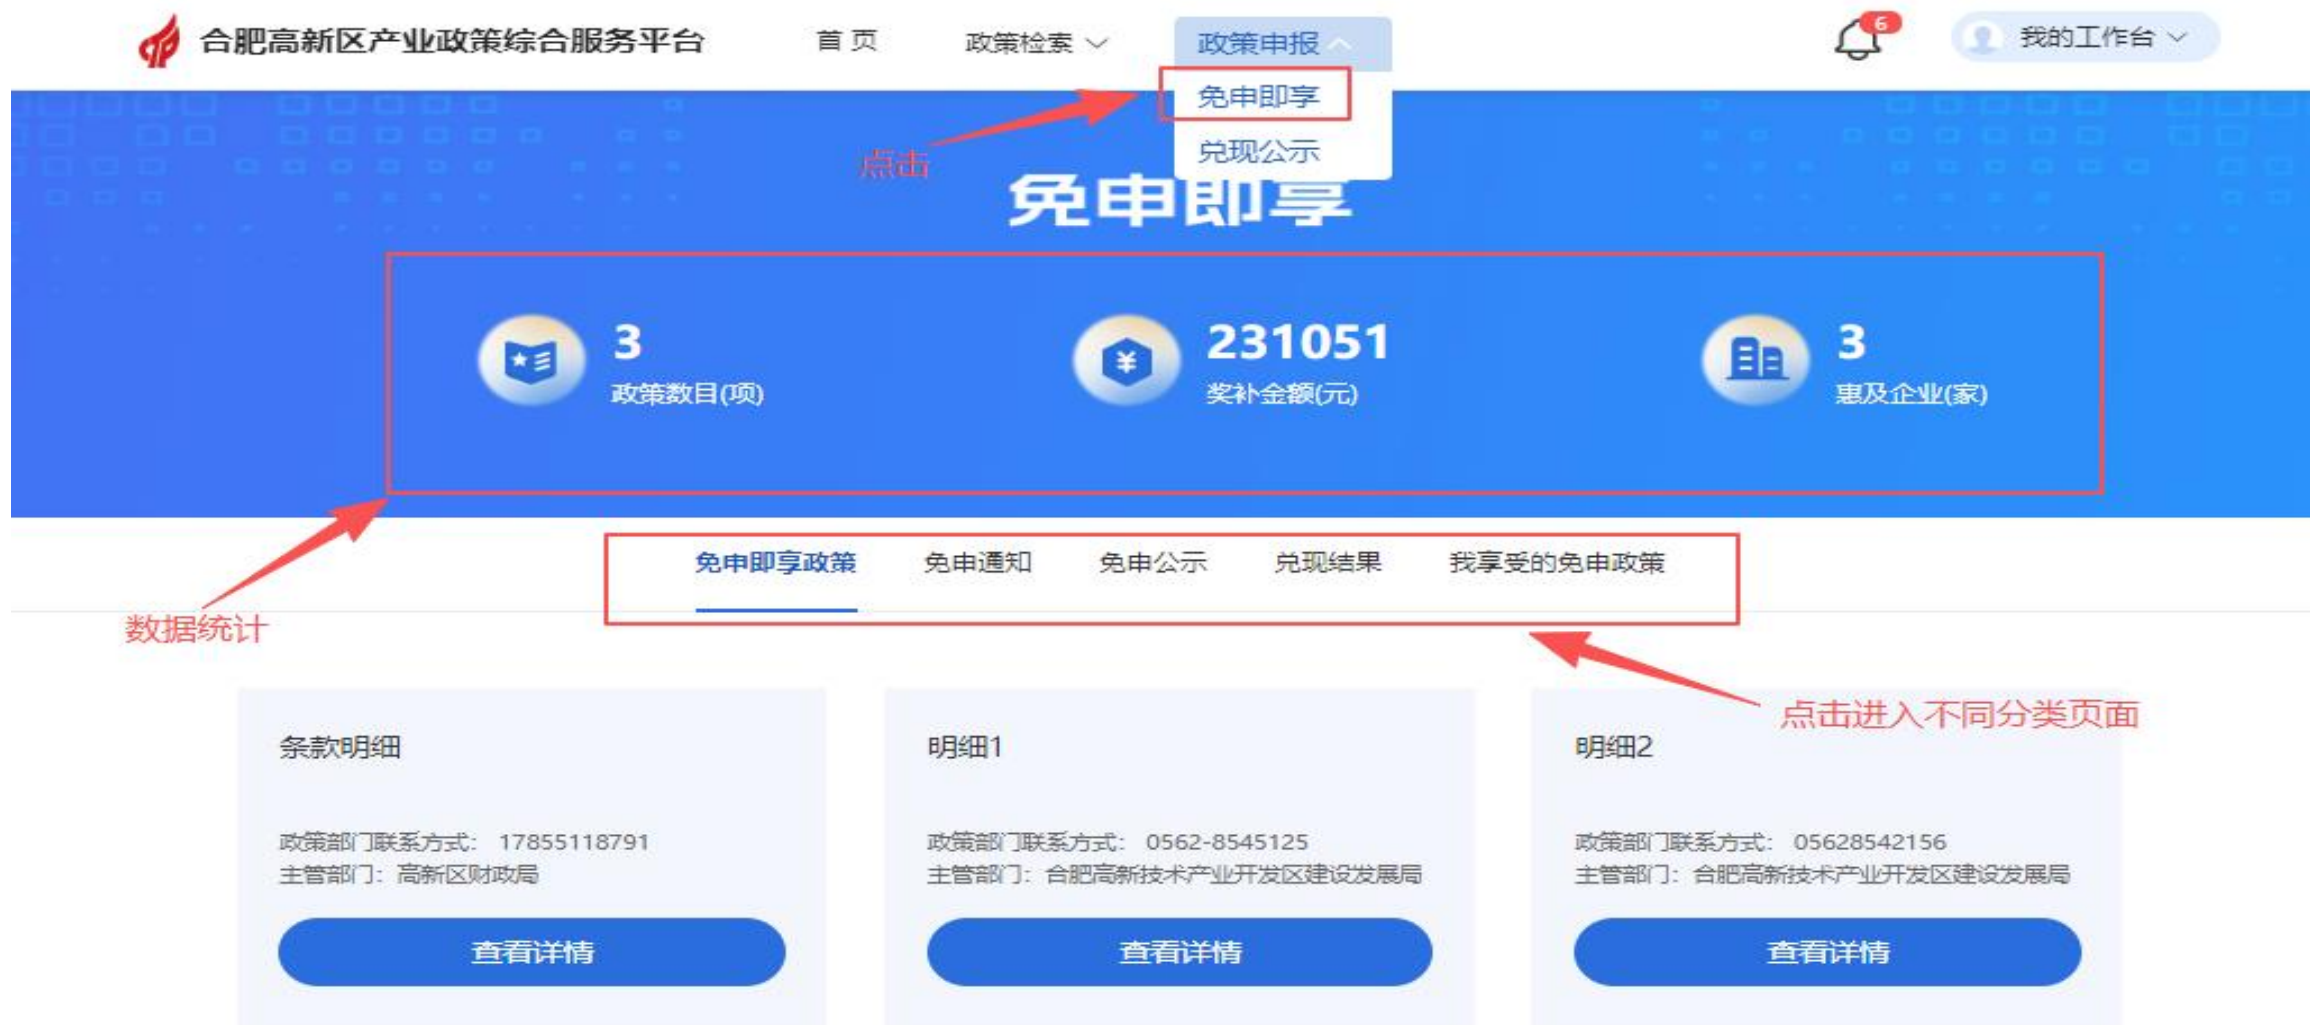 合肥高新区产业政策综合服务平台 首页 政策检索 政策申报 6 我的工作台
免申即享
兑现公示
点击
免申即享
3 231051 3
政策数目(项) 奖补金额(元) 惠及企业(家)
免申即享政策 免申通知 免申公示 兑现结果 我享受的免申政策
数据统计
点击进入不同分类页面
条款明细 明细1 明细2
政策部门联系方式： 17855118791 政策部门联系方式： 0562-8545125 政策部门联系方式： 05628542156
主管部门：高新区财政局 主管部门：合肥高新技术产业开发区建设发展局 主管部门：合肥高新技术产业开发区建设发展局
查看详情 查看详情 查看详情